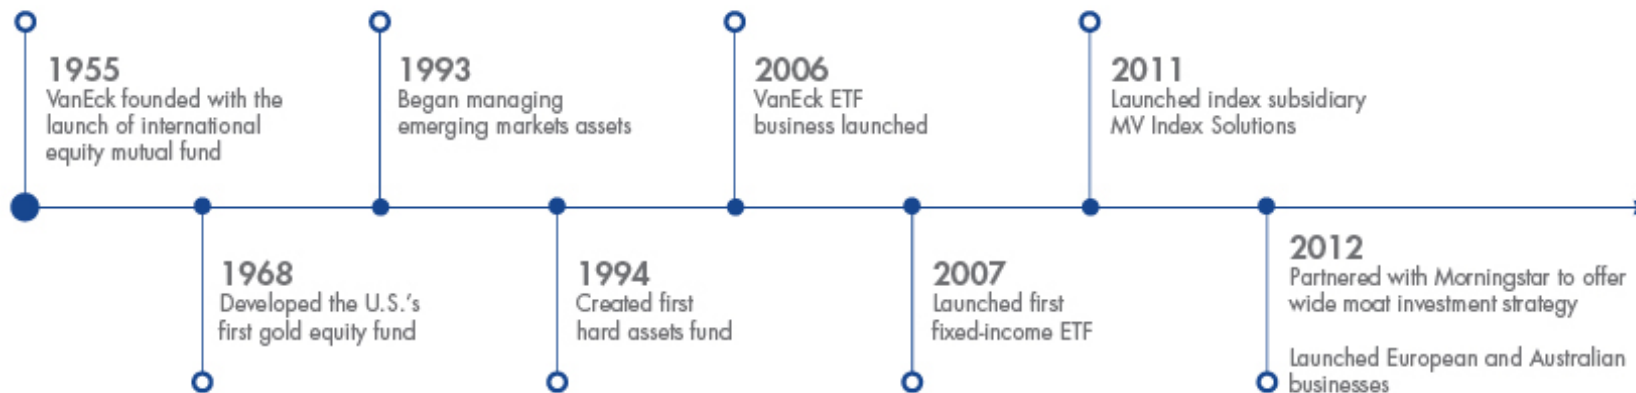 1955
VanEck founded with the
launch of international
equity mutual fund
1968
Developed the U.S.'s
first gold equity fund
1993
Began managing
emerging markets assets
1994
Created first
hard assets fund
2006
VanEck ETF
business launched
2007
Launched first
fixed-income ETF
2011
Launched index subsidiary
MV Index Solutions
2012
Partnered with Morningstar to offer
wide moat investment strategy
Launched European and Australian
businesses